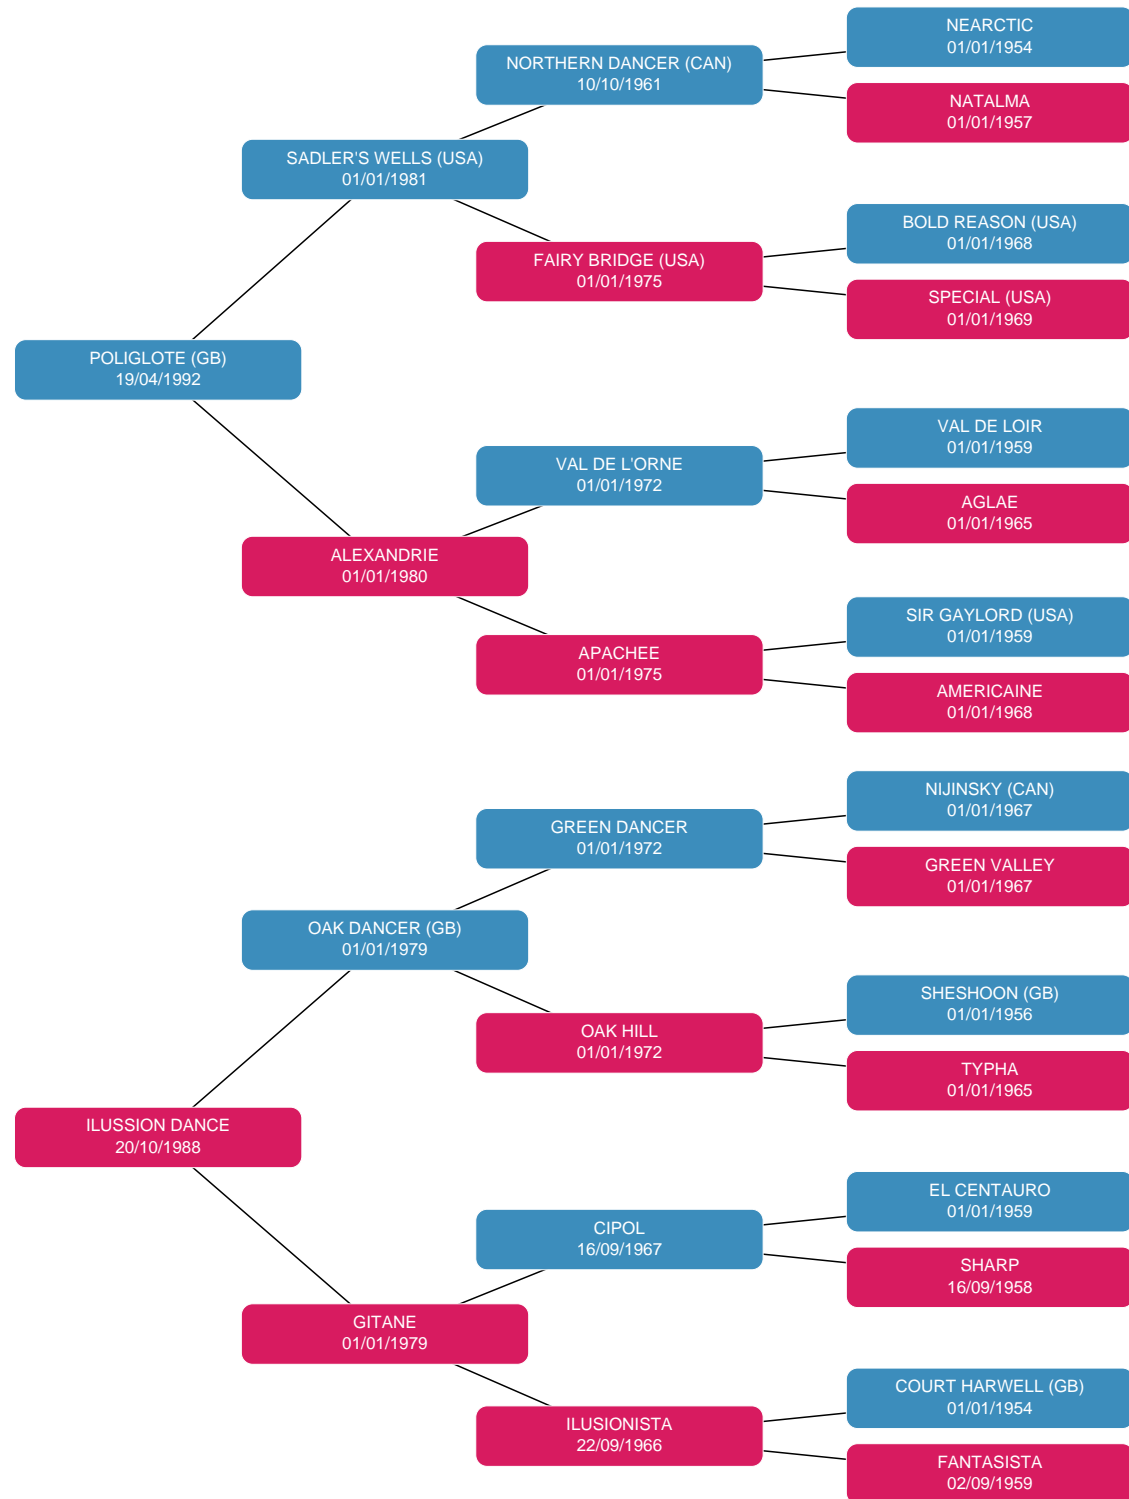 NEARCTIC
01/01/1954
NORTHERN DANCER (CAN)
10/10/1961
NATALMA
01/01/1957
SADLER'S WELLS (USA)
01/01/1981
BOLD REASON (USA)
01/01/1968
FAIRY BRIDGE (USA)
01/01/1975
SPECIAL (USA)
01/01/1969
POLIGLOTE (GB)
19/04/1992
VAL DE LOIR
01/01/1959
VAL DE L'ORNE
01/01/1972
AGLAE
01/01/1965
ALEXANDRIE
01/01/1980
SIR GAYLORD (USA)
01/01/1959
APACHEE
01/01/1975
AMERICAINE
01/01/1968
NIJINSKY (CAN)
01/01/1967
GREEN DANCER
01/01/1972
GREEN VALLEY
01/01/1967
OAK DANCER (GB)
01/01/1979
SHESHOON (GB)
01/01/1956
OAK HILL
01/01/1972
TYPHA
01/01/1965
ILUSSION DANCE
20/10/1988
EL CENTAURO
01/01/1959
CIPOL
16/09/1967
SHARP
16/09/1958
GITANE
01/01/1979
COURT HARWELL (GB)
01/01/1954
ILUSIONISTA
22/09/1966
FANTASISTA
02/09/1959